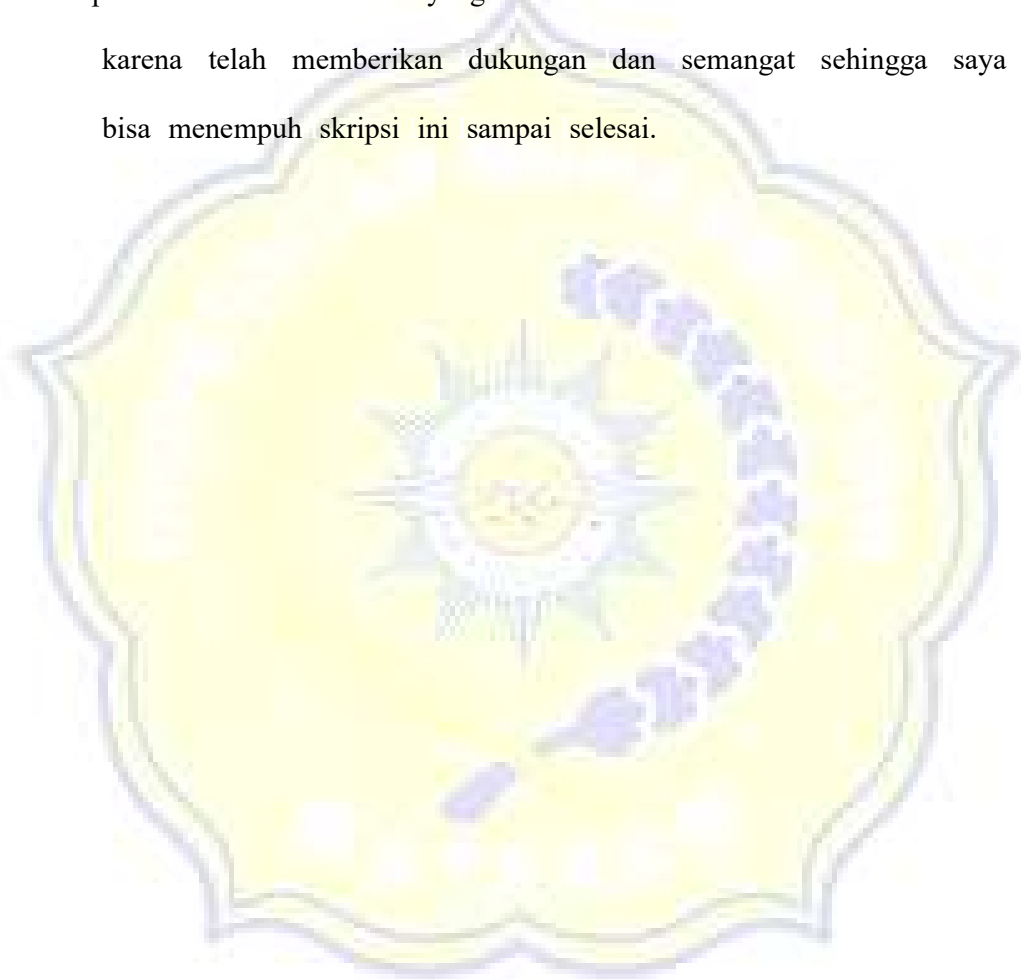 karena telah memberikan dukungan dan semangat sehingga saya
bisa menempuh skripsi ini sampai selesai.